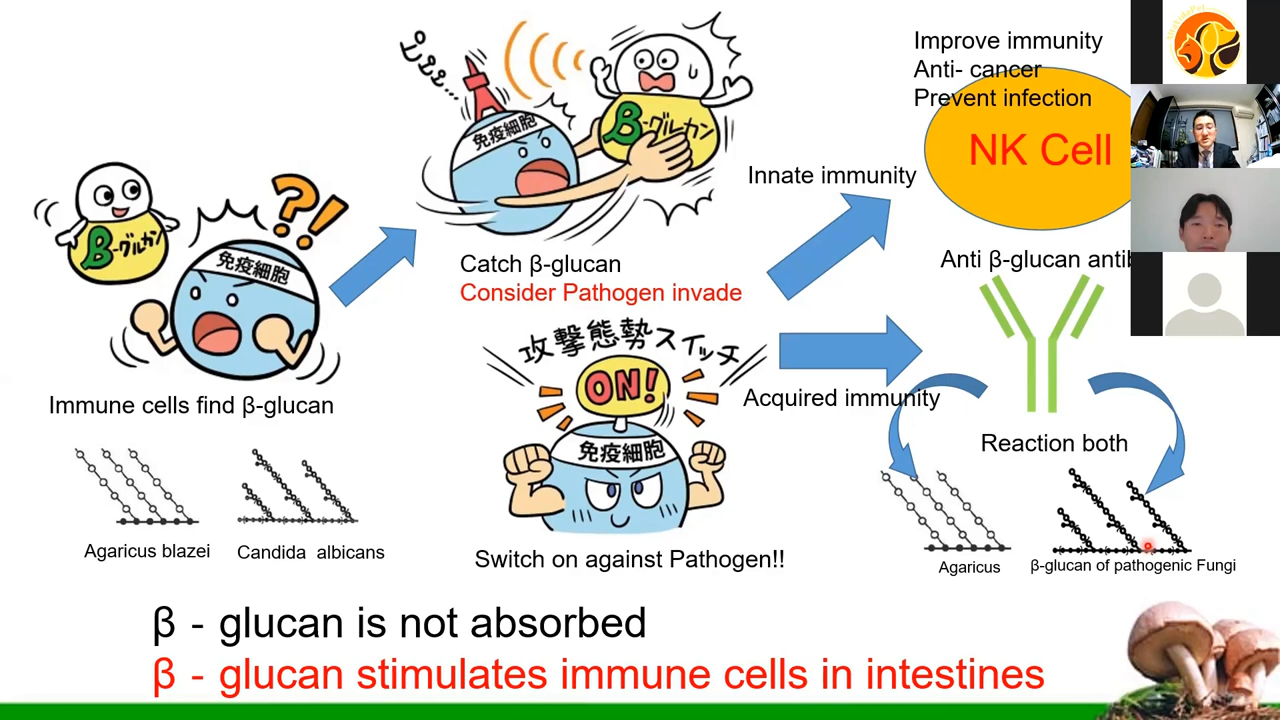 ?!
β-グルカン
免疫細胞
Immune cells find β-glucan
Agaricus blazei
Candida albicans
免疫細胞
β-グルカン
Catch β-glucan
Consider Pathogen invade
攻撃態勢スイッチ
ON!
免疫細胞
Switch on against Pathogen!!
Innate immunity
Acquired immunity
Improve immunity
Anti- cancer
Prevent infection
NK Cell
Anti β-glucan antib
Reaction both
Agaricus
β-glucan of pathogenic Fungi
β - glucan is not absorbed
β - glucan stimulates immune cells in intestines